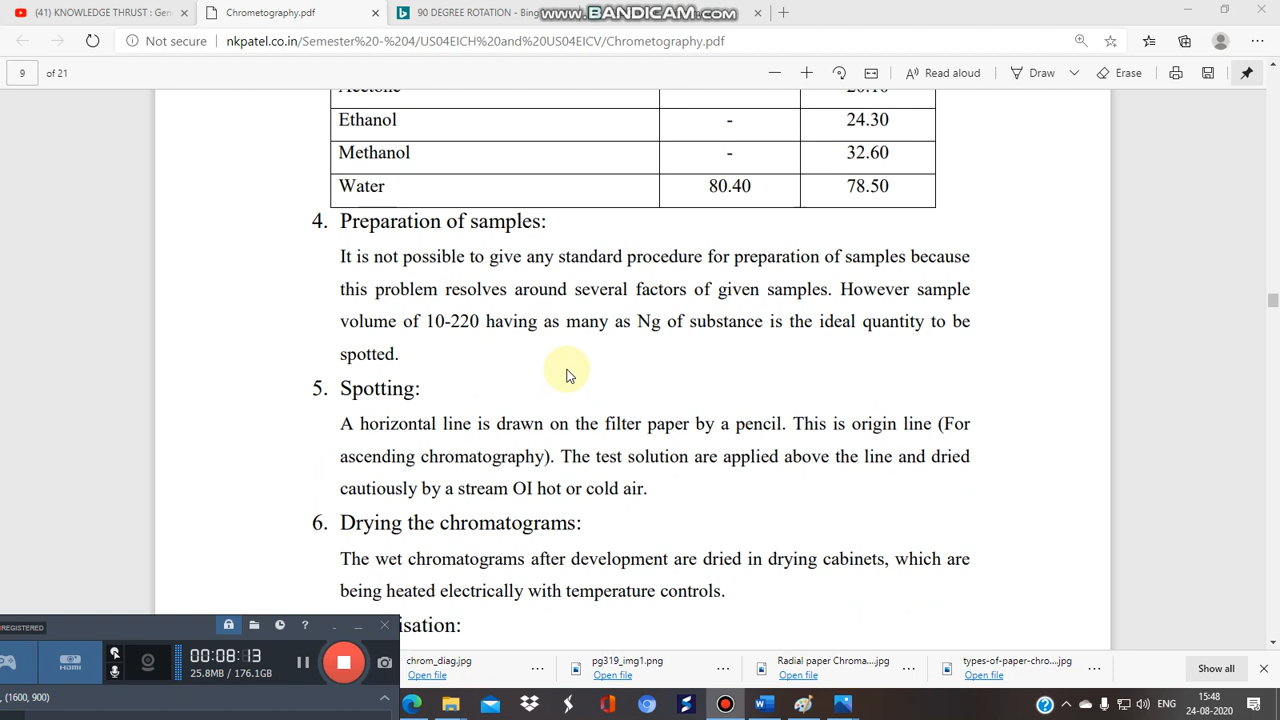 (41) KNOWLEDGE THRUST : Gen
Chrometography.pdf
90 DEGREE ROTATION - Bing
www.BANDICAM.com
Not secure
nkpatel.co.in/Semester%20-%204/US04EICH%20and%20US04EICV/Chrometography.pdf
9 of 21
Read aloud
Draw
Erase
Ethanol - 24.30
Methanol - 32.60
Water 80.40 78.50
4. Preparation of samples:
It is not possible to give any standard procedure for preparation of samples because
this problem resolves around several factors of given samples. However sample
volume of 10-220 having as many as Ng of substance is the ideal quantity to be
spotted.
5. Spotting:
A horizontal line is drawn on the filter paper by a pencil. This is origin line (For
ascending chromatography). The test solution are applied above the line and dried
cautiously by a stream OI hot or cold air.
6. Drying the chromatograms:
The wet chromatograms after development are dried in drying cabinets, which are
being heated electrically with temperature controls.
isation:
REGISTERED
HDMI
00:08:13
25.8MB / 176.1GB
, (1600, 900)
chrom_diag.jpg
Open file
pg319_img1.png
Open file
Radial paper Chroma....jpg
Open file
types-of-paper-chro....jpg
Open file
Show all
ENG
15:48
24-08-2020